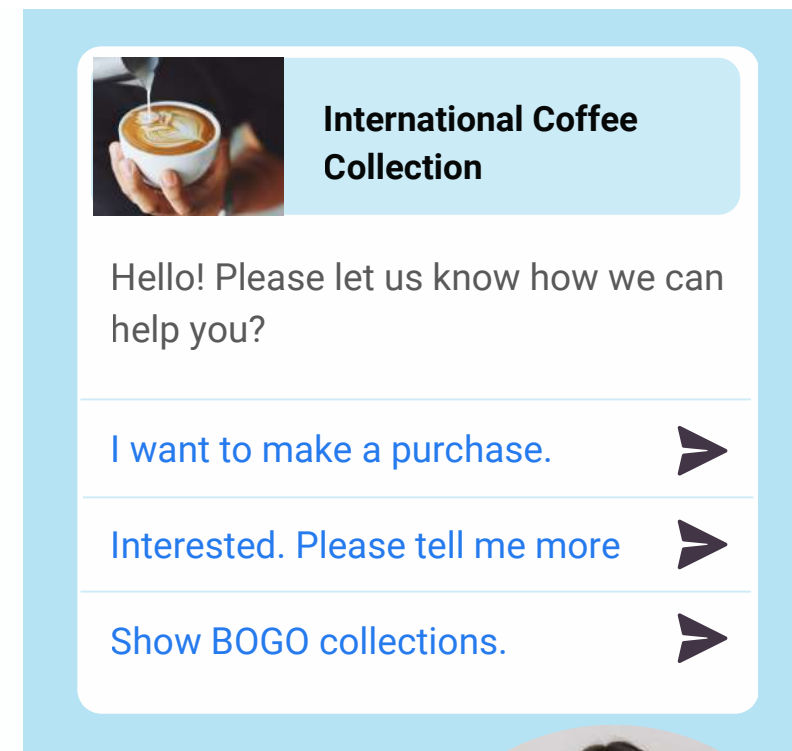 International Coffee
Collection
Hello! Please let us know how we can
help you?
I want to make a purchase.
Interested. Please tell me more
Show BOGO collections.